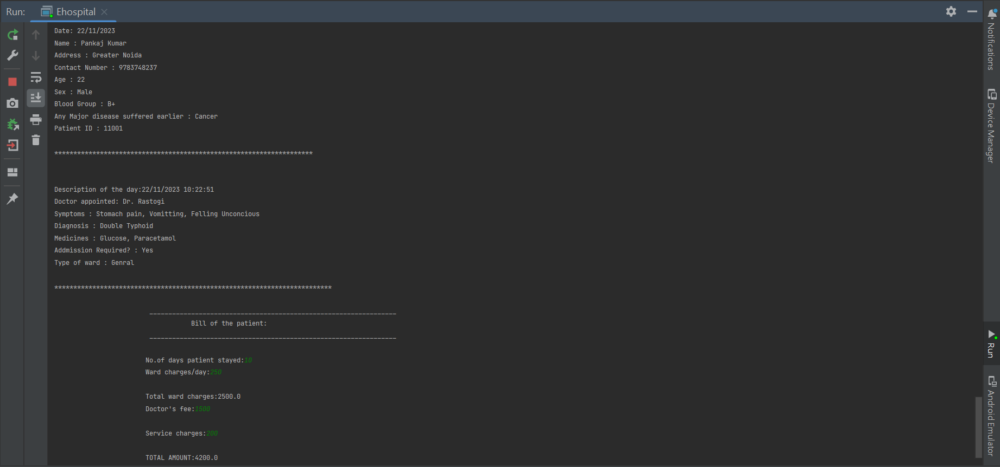 Run: Ehospital
Date: 22/11/2023
Name : Pankaj Kumar
Address : Greater Noida
Contact Number : 9783748237
Age : 22
Sex : Male
Blood Group : B+
Any Major disease suffered earlier : Cancer
Patient ID : 11001
********************************************************************
Description of the day:22/11/2023 10:22:51
Doctor appointed: Dr. Rastogi
Symptoms : Stomach pain, Vomitting, Felling Unconcious
Diagnosis : Double Typhoid
Medicines : Glucose, Paracetamol
Addmission Required? : Yes
Type of ward : Genral
*************************************************************************
_________________________________________________________________
Bill of the patient:
_________________________________________________________________
No.of days patient stayed:10
Ward charges/day:250
Total ward charges:2500.0
Doctor's fee:1500
Service charges:200
TOTAL AMOUNT:4200.0
Notifications
Device Manager
Run
Android Emulator